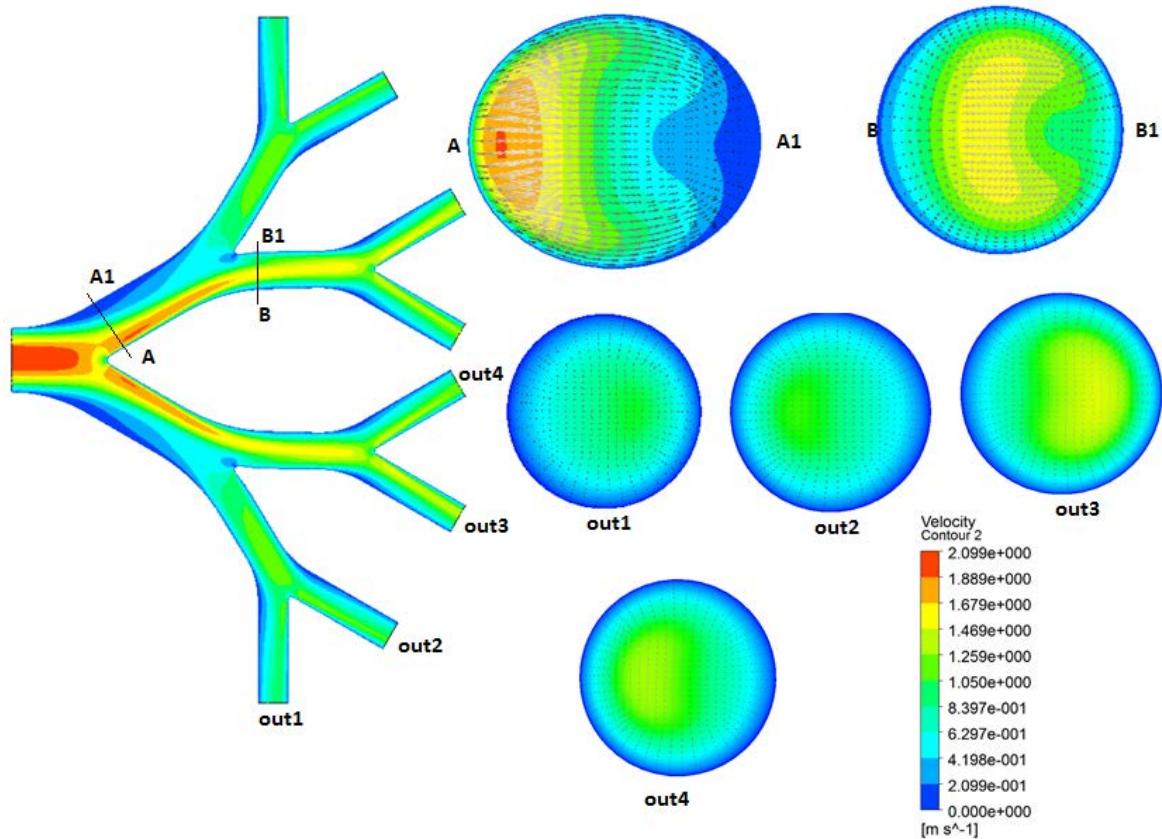 A
A1
B
B1
B1
A1
B
A
out4
out1
out2
out3
out3
out2
out1
out4
Velocity
Contour 2
2.099e+000
1.889e+000
1.679e+000
1.469e+000
1.259e+000
1.050e+000
8.397e-001
6.297e-001
4.198e-001
2.099e-001
0.000e+000
[m s^-1]